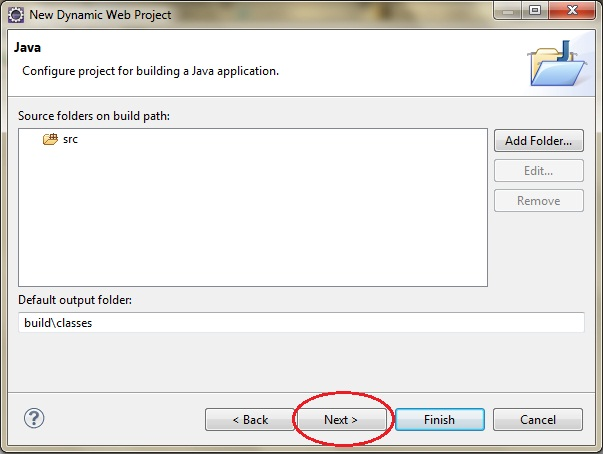 New Dynamic Web Project
Java
Configure project for building a Java application.
Source folders on build path:
src
Add Folder...
Edit...
Remove
Default output folder:
build\classes
?
< Back
Next >
Finish
Cancel